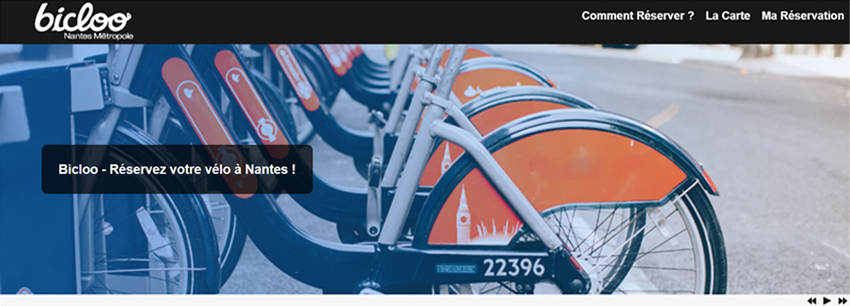 bicloo
Nantes Métropole
Comment Réserver ? La Carte Ma Réservation
Bicloo - Réservez votre vélo à Nantes !
22396